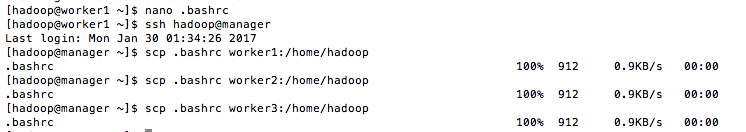 [hadoop@worker1 ~]$ nano .bashrc
[hadoop@worker1 ~]$ ssh hadoop@manager
Last login: Mon Jan 30 01:34:26 2017
[hadoop@manager ~]$ scp .bashrc worker1:/home/hadoop
.bashrc 100% 912 0.9KB/s 00:00
[hadoop@manager ~]$ scp .bashrc worker2:/home/hadoop
.bashrc 100% 912 0.9KB/s 00:00
[hadoop@manager ~]$ scp .bashrc worker3:/home/hadoop
.bashrc 100% 912 0.9KB/s 00:00